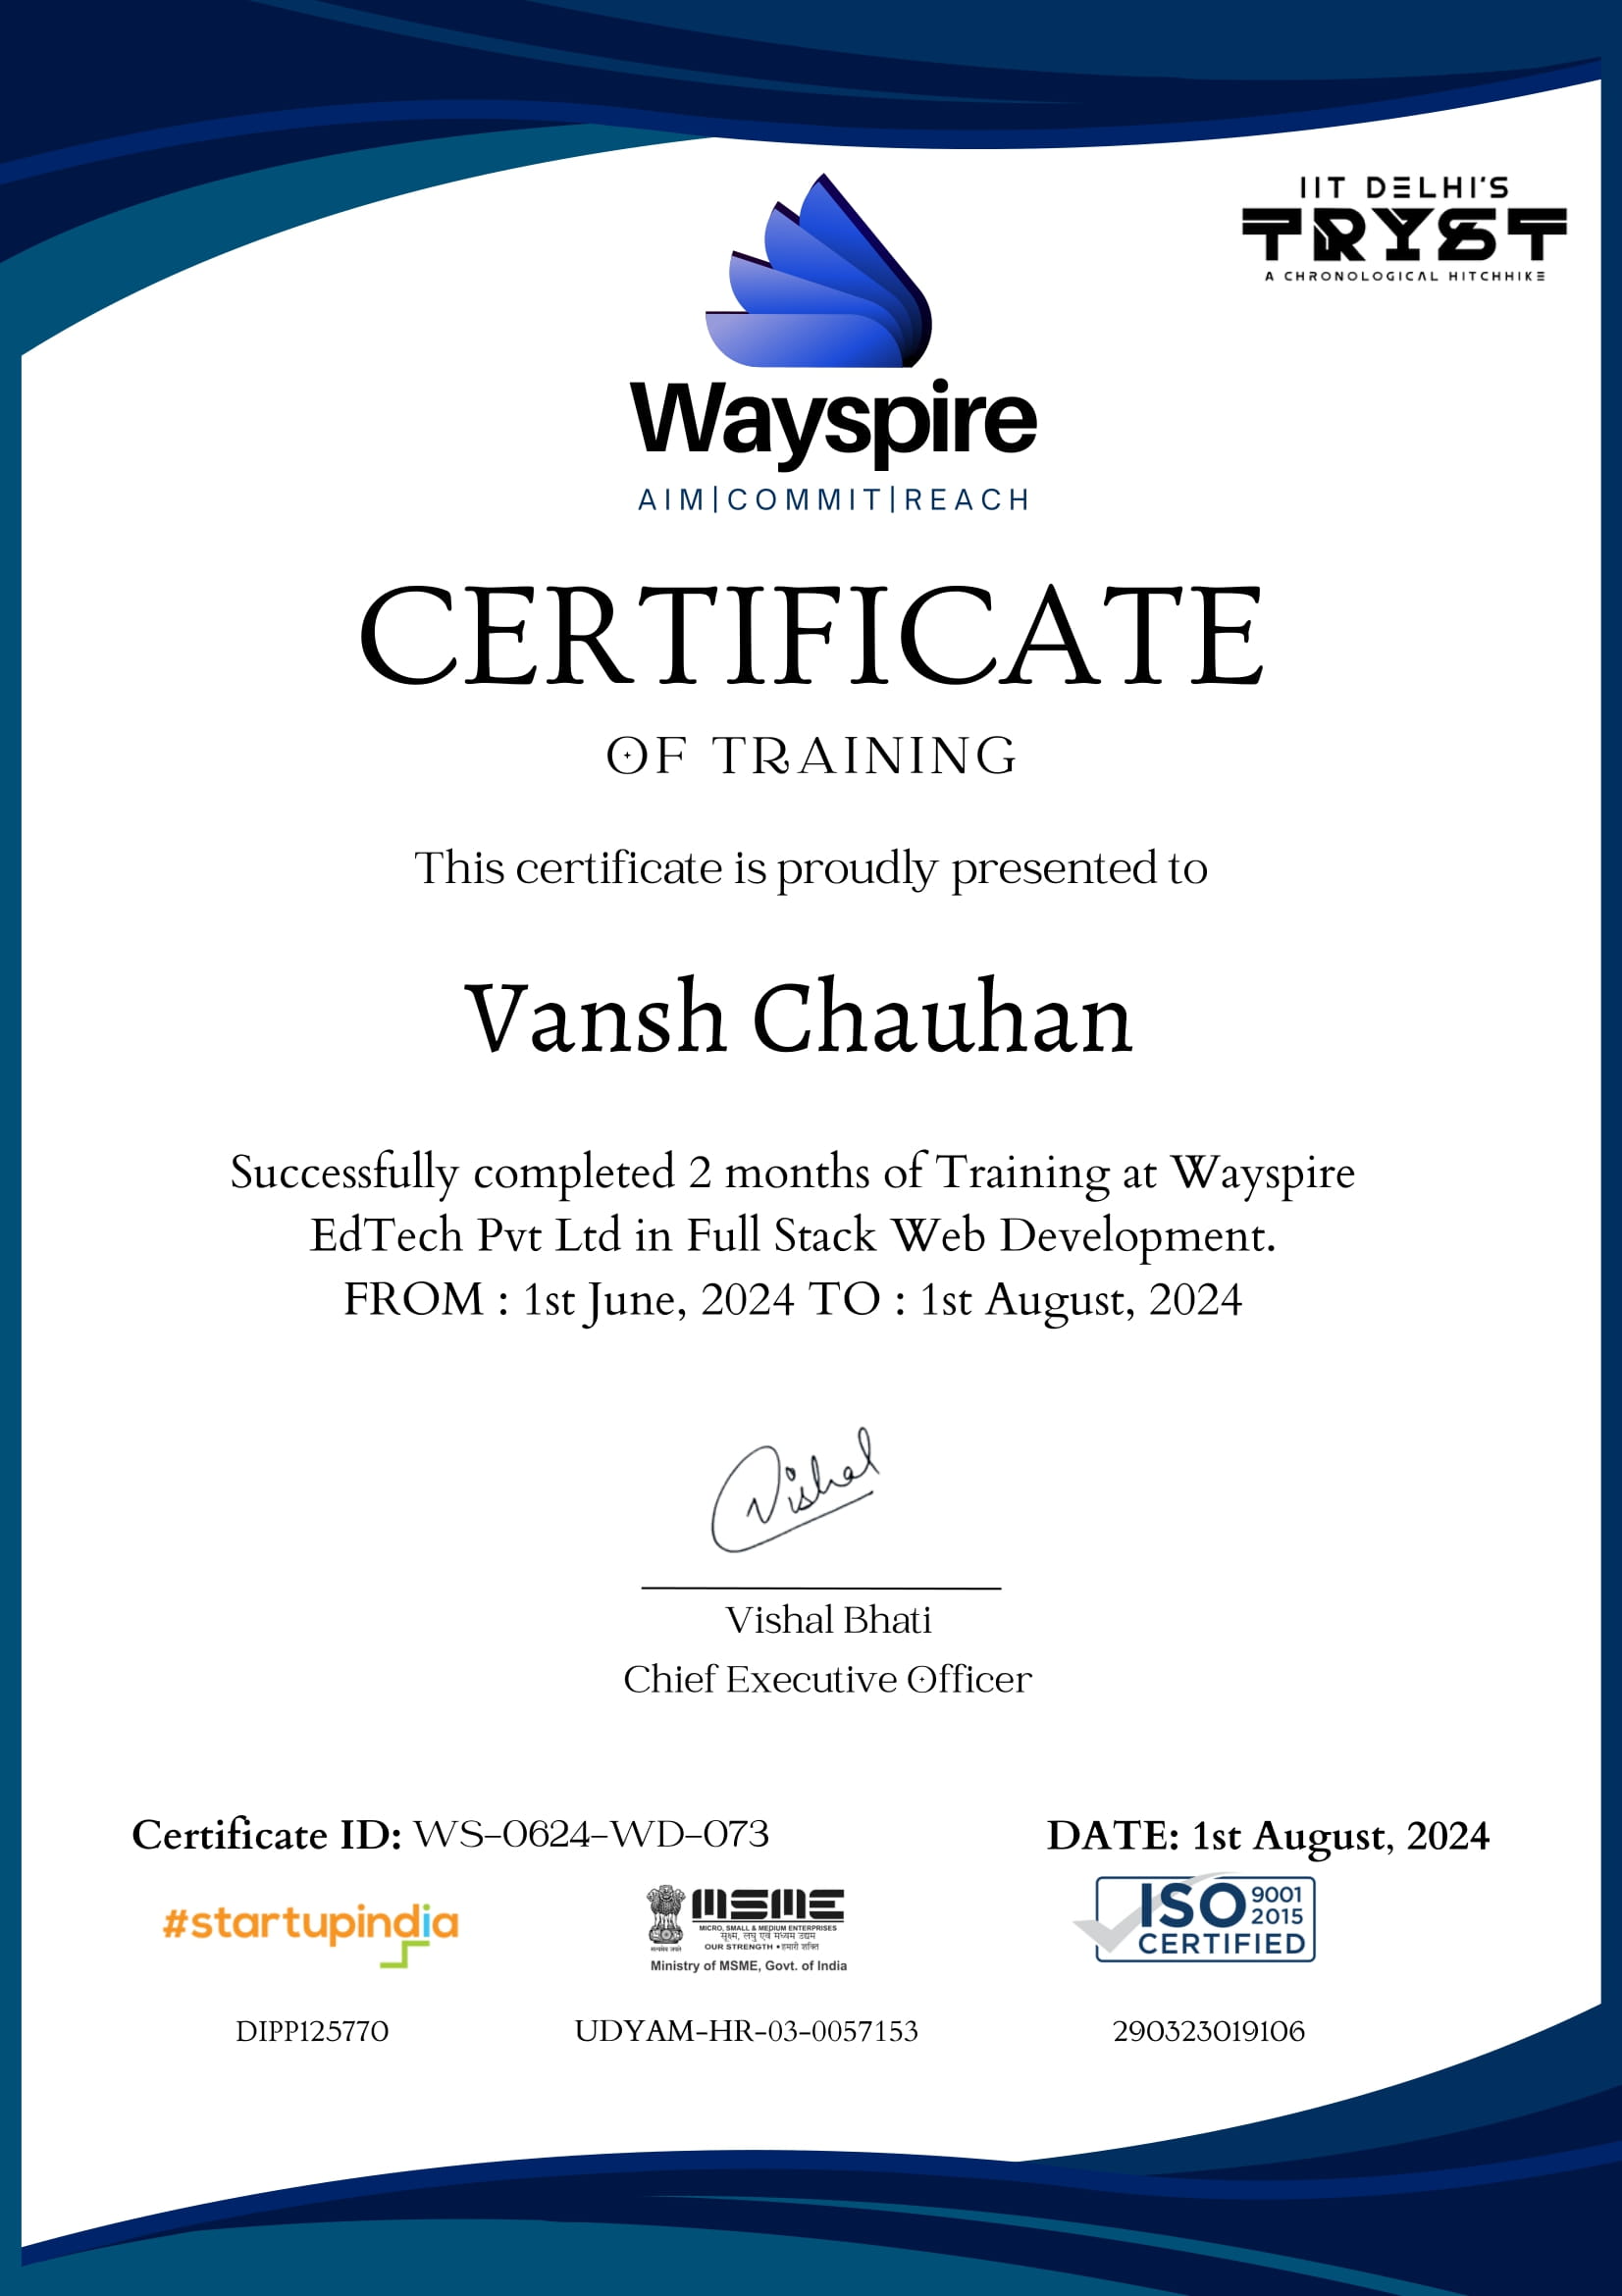 IIT DELHI'S
TRYST
A CHRONOLOGICAL HITCHHIKE
Wayspire
AIM|COMMIT|REACH
CERTIFICATE
OF TRAINING
This certificate is proudly presented to
Vansh Chauhan
Successfully completed 2 months of Training at Wayspire
EdTech Pvt Ltd in Full Stack Web Development.
FROM : 1st June, 2024 TO : 1st August, 2024
Vishal
Vishal Bhati
Chief Executive Officer
Certificate ID: WS-0624-WD-073
DATE: 1st August, 2024
#startupindia
MSME
MICRO, SMALL & MEDIUM ENTERPRISES
सूक्ष्म, लघु एवं मध्यम उद्यम
OUR STRENGTH • हमारी शक्ति
सत्यमेव जयते
Ministry of MSME, Govt. of India
ISO 9001
2015
CERTIFIED
DIPP125770
UDYAM-HR-03-0057153
290323019106